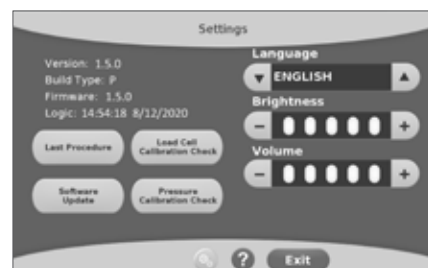 Settings
Version: 1.5.0
Build Type: P
Firmware: 1.5.0
Logic: 14:54:18 8/12/2020
Last Procedure
Load Cell
Calibration Check
Software
Update
Pressure
Calibration Check
Language
▼ ENGLISH ▲
Brightness
− +
Volume
− +
? Exit